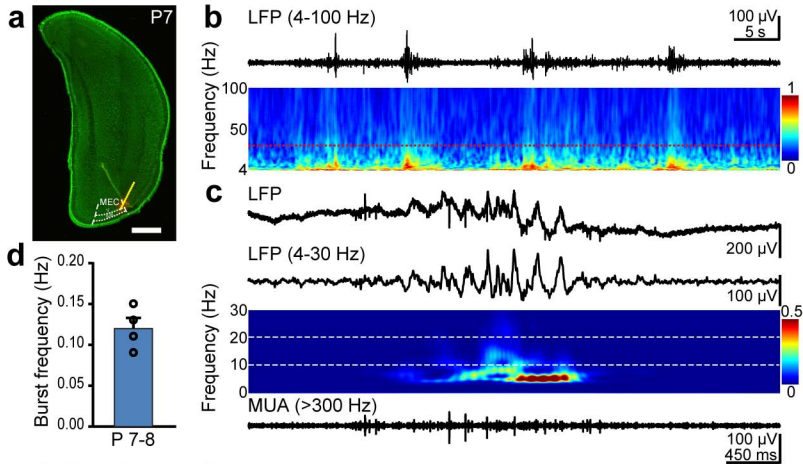 a
P7
MEC
b
LFP (4-100 Hz)
100 µV
5 s
Frequency (Hz)
100
50
4
1
0
c
LFP
200 µV
LFP (4-30 Hz)
100 µV
Frequency (Hz)
30
20
10
0
0.5
0
MUA (>300 Hz)
100 µV
450 ms
d
Burst frequency (Hz)
0.20
0.15
0.10
0.05
0.00
P 7-8